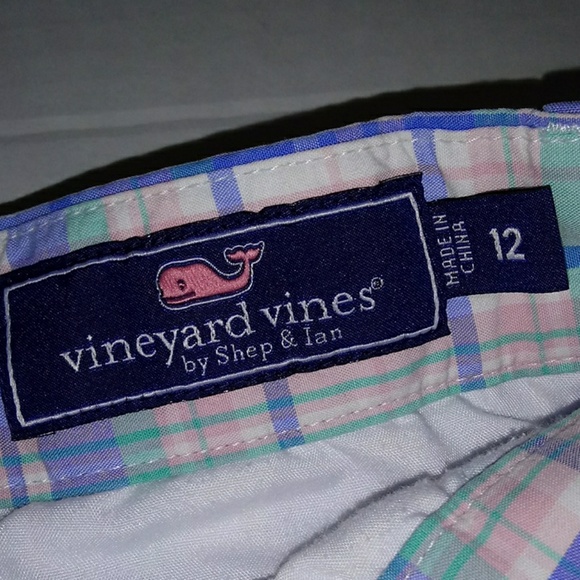 vineyard vines®
by Shep & Ian
MADE IN
CHINA
12